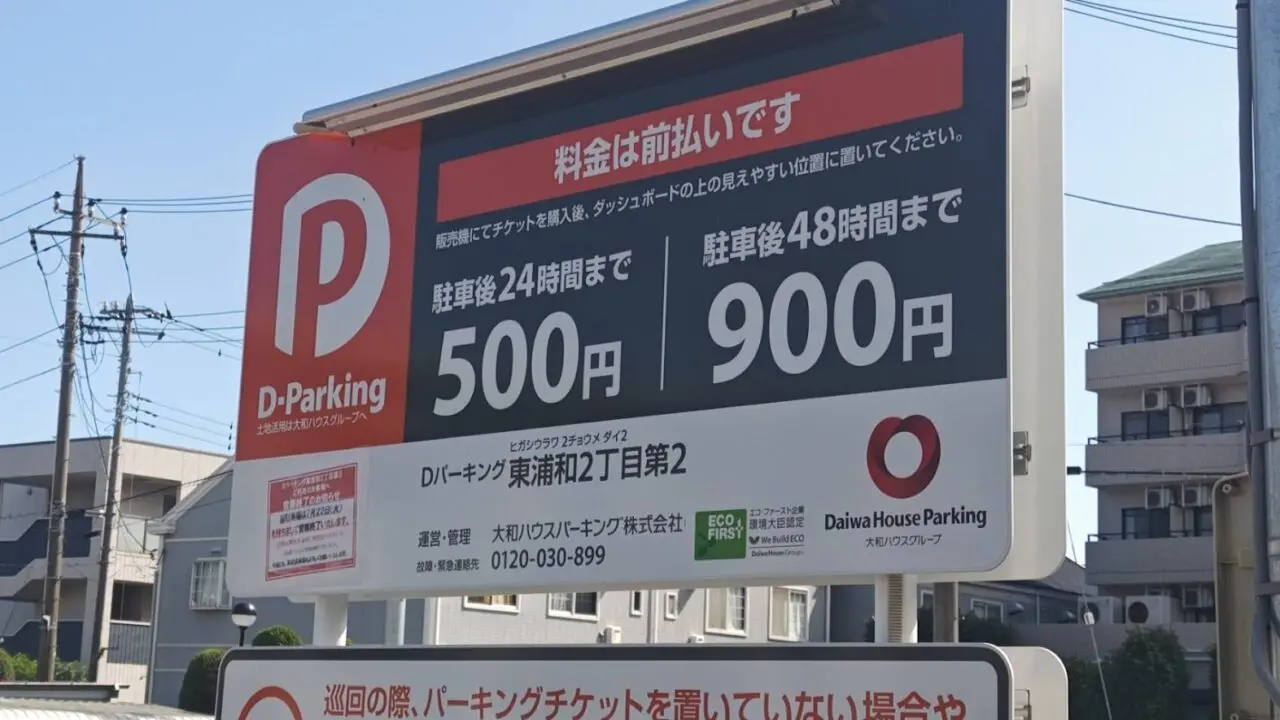 料金は前払いです
販売機にてチケットを購入後、ダッシュボードの上の見えやすい位置に置いてください。
駐車後24時間まで
500円
駐車後48時間まで
900円
P
D-Parking
土地活用は大和ハウスグループへ
ヒガシウラワ 2チョウメ ダイ2
Dパーキング 東浦和2丁目第2
運営・管理 大和ハウスパーキング株式会社
故障・緊急連絡先 0120-030-899
ECO FIRST
エコ・ファースト企業
環境大臣認定
We Build ECO
DaiwaHouse Group
Daiwa House Parking
大和ハウスグループ
営業終了のお知らせ
巡回の際、パーキングチケットを置いていない場合や